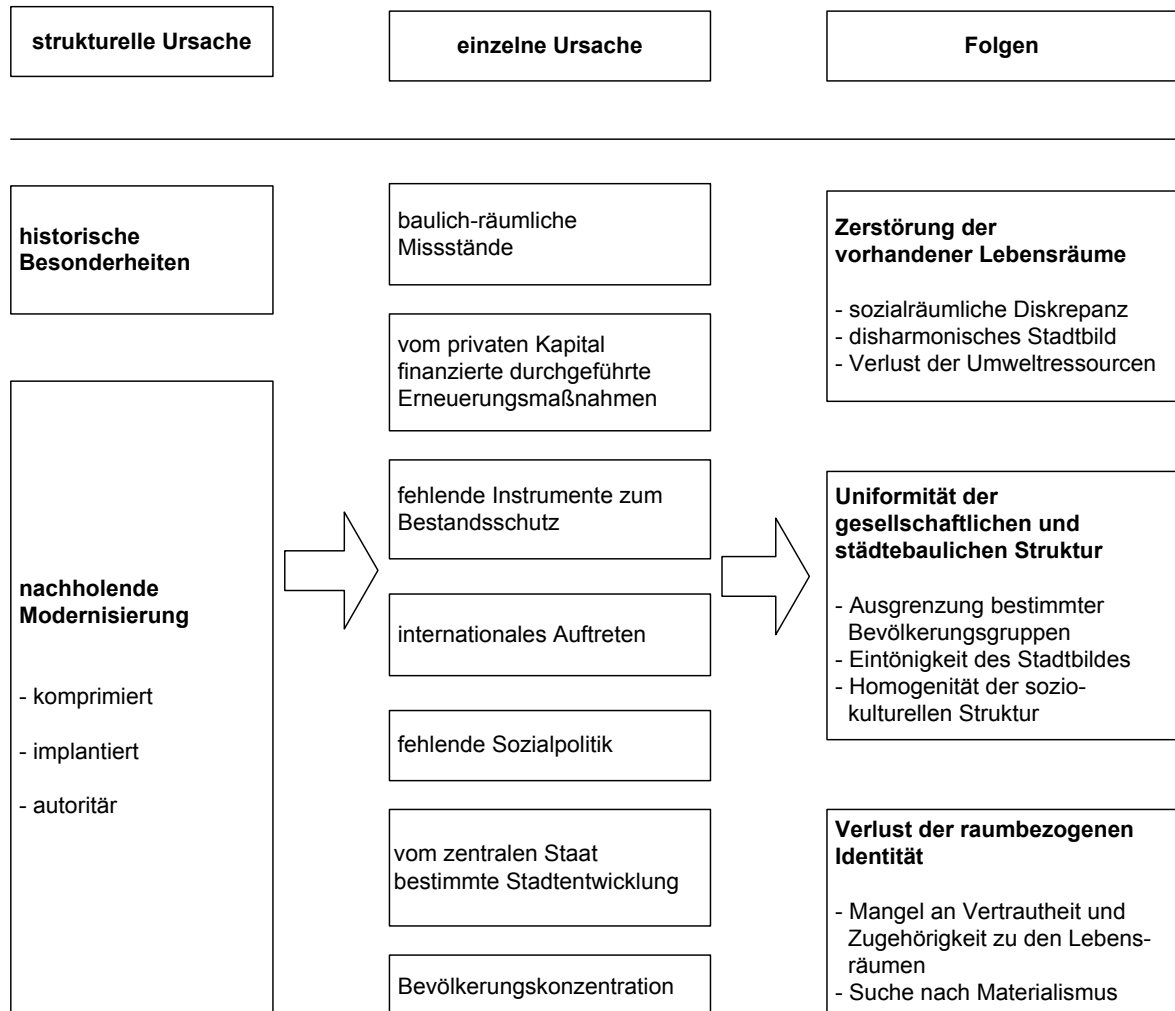 strukturelle Ursache
einzelne Ursache
Folgen
historische
Besonderheiten
nachholende
Modernisierung
- komprimiert
- implantiert
- autoritär
baulich-räumliche
Missstände
vom privaten Kapital
finanzierte durchgeführte
Erneuerungsmaßnahmen
fehlende Instrumente zum
Bestandsschutz
internationales Auftreten
fehlende Sozialpolitik
vom zentralen Staat
bestimmte Stadtentwicklung
Bevölkerungskonzentration
Zerstörung der
vorhandener Lebensräume
- sozialräumliche Diskrepanz
- disharmonisches Stadtbild
- Verlust der Umweltressourcen
Uniformität der
gesellschaftlichen und
städtebaulichen Struktur
- Ausgrenzung bestimmter
Bevölkerungsgruppen
- Eintönigkeit des Stadtbildes
- Homogenität der sozio-
kulturellen Struktur
Verlust der raumbezogenen
Identität
- Mangel an Vertrautheit und
Zugehörigkeit zu den Lebens-
räumen
- Suche nach Materialismus